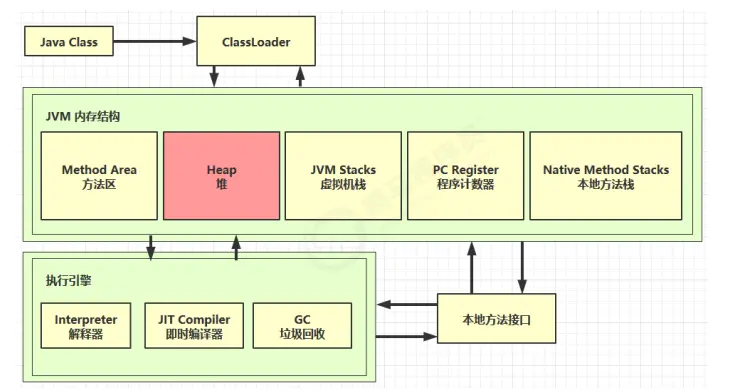 Java Class
ClassLoader
JVM 内存结构
Method Area
方法区
Heap
堆
JVM Stacks
虚拟机栈
PC Register
程序计数器
Native Method Stacks
本地方法栈
执行引擎
Interpreter
解释器
JIT Compiler
即时编译器
GC
垃圾回收
本地方法接口